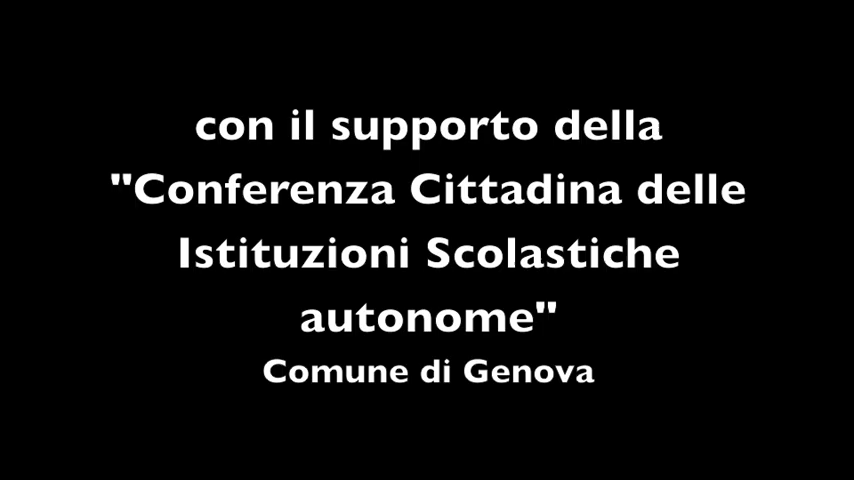 con il supporto della
"Conferenza Cittadina delle
Istituzioni Scolastiche
autonome"
Comune di Genova